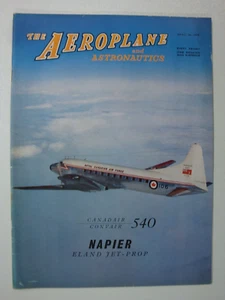 THE AEROPLANE
and
ASTRONAUTICS
CANADAIR
CONVAIR 540
NAPIER
ELAND JET-PROP